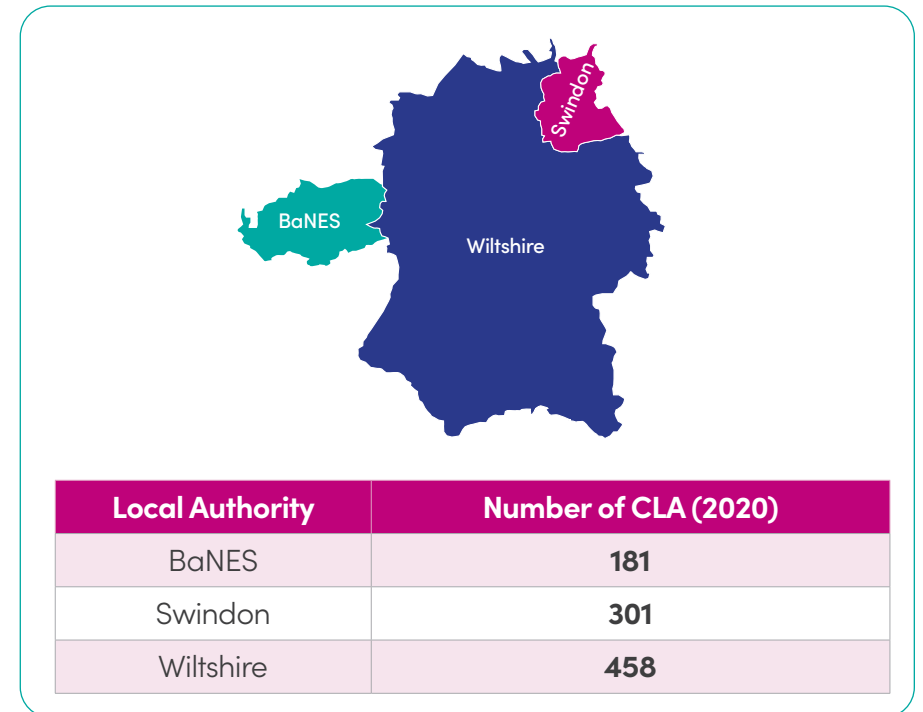 Swindon
BaNES
Wiltshire
Local Authority Number of CLA (2020)
BaNES 181
Swindon 301
Wiltshire 458